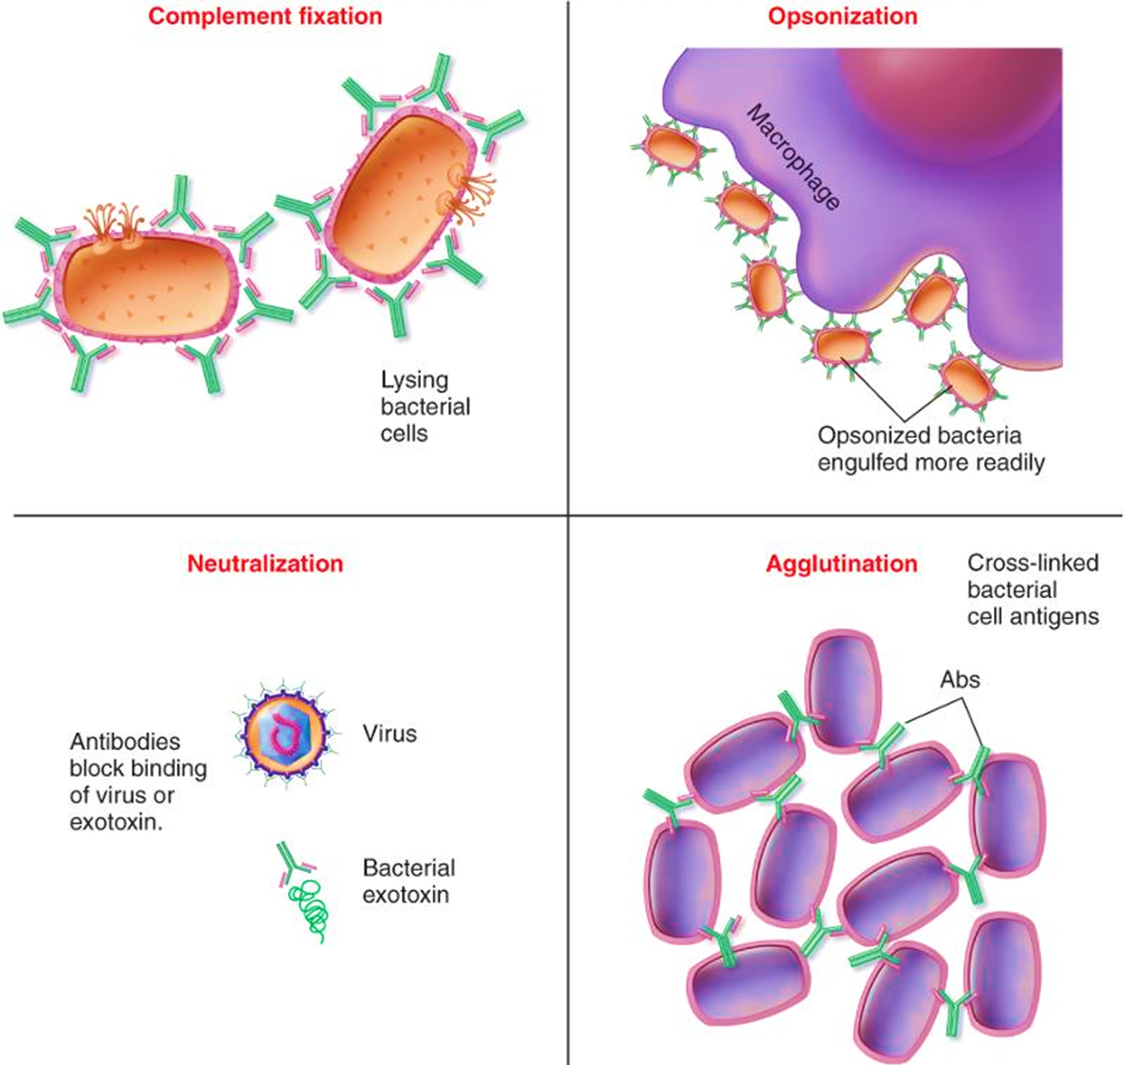 Complement fixation
Lysing
bacterial
cells
Opsonization
Macrophage
Opsonized bacteria
engulfed more readily
Neutralization
Antibodies
block binding
of virus or
exotoxin.
Virus
Bacterial
exotoxin
Agglutination
Cross-linked
bacterial
cell antigens
Abs